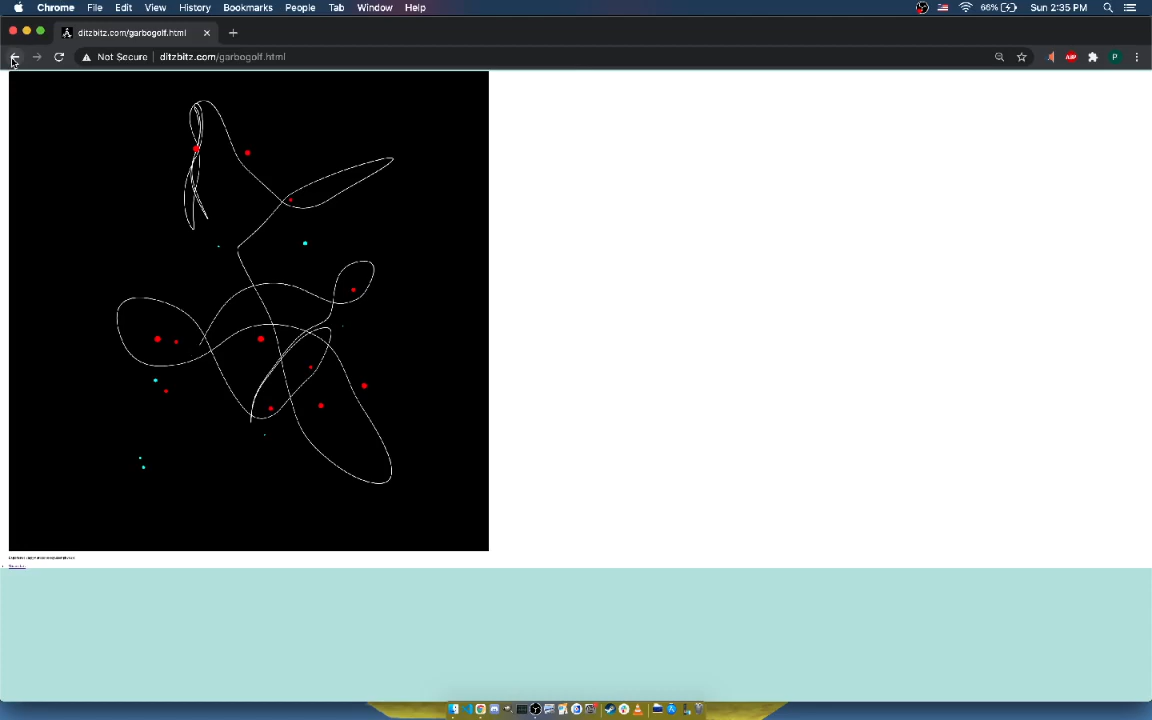 Chrome File Edit View History Bookmarks People Tab Window Help 66% Sun 2:35 PM
ditzbitz.com/garbogolf.html
Not Secure ditzbitz.com/garbogolf.html ABP P